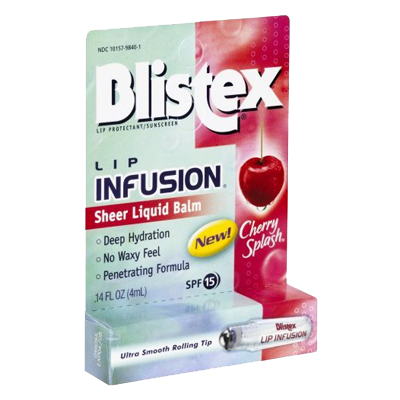 NDC 10157-9840-1
Blistex®
LIP PROTECTANT/SUNSCREEN
LIP
INFUSION®
Sheer Liquid Balm
• Deep Hydration
• No Waxy Feel
• Penetrating Formula
New!
Cherry
Splash™
SPF 15
.14 FL OZ (4mL)
Ultra Smooth Rolling Tip
Blistex
LIP INFUSION